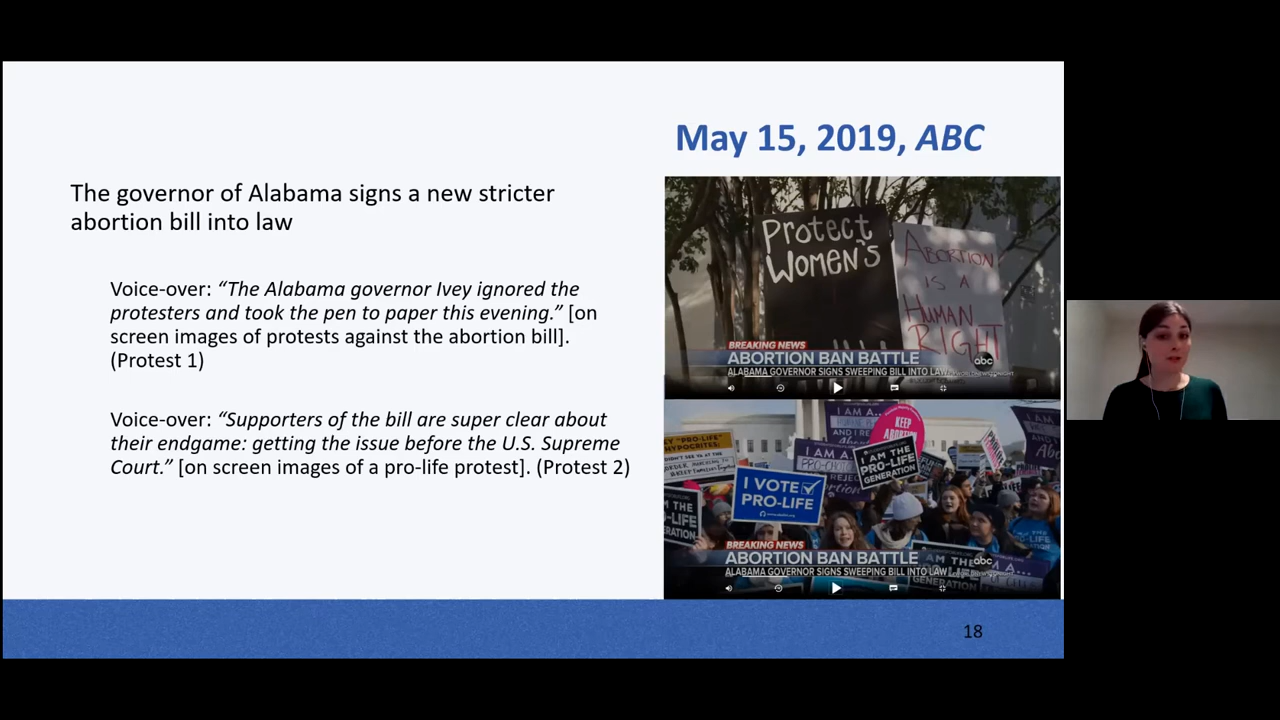 May 15, 2019, ABC
The governor of Alabama signs a new stricter
abortion bill into law
Voice-over: “The Alabama governor Ivey ignored the
protesters and took the pen to paper this evening.” [on
screen images of protests against the abortion bill].
(Protest 1)
Voice-over: “Supporters of the bill are super clear about
their endgame: getting the issue before the U.S. Supreme
Court.” [on screen images of a pro-life protest]. (Protest 2)
Protect
Women's
ABORTION
IS A
HUMAN
RIGHT
BREAKING NEWS
ABORTION BAN BATTLE
abc
ALABAMA GOVERNOR SIGNS SWEEPING BILL INTO LAW
I AM A...
KEEP
I AM THE
PRO-LIFE
GENERATION
I VOTE
PRO-LIFE
BREAKING NEWS
ABORTION BAN BATTLE
abc
ALABAMA GOVERNOR SIGNS SWEEPING BILL INTO LAW
GENERATION
18